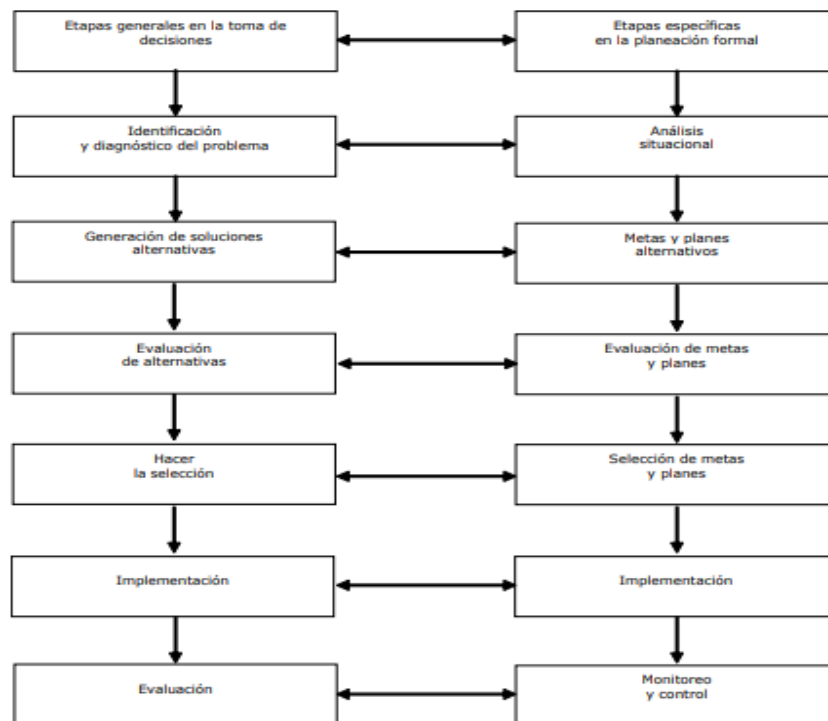 Etapas generales en la toma de
decisiones
Etapas específicas
en la planeación formal
Identificación
y diagnóstico del problema
Análisis
situacional
Generación de soluciones
alternativas
Metas y planes
alternativos
Evaluación
de alternativas
Evaluación de metas
y planes
Hacer
la selección
Selección de metas
y planes
Implementación
Implementación
Evaluación
Monitoreo
y control